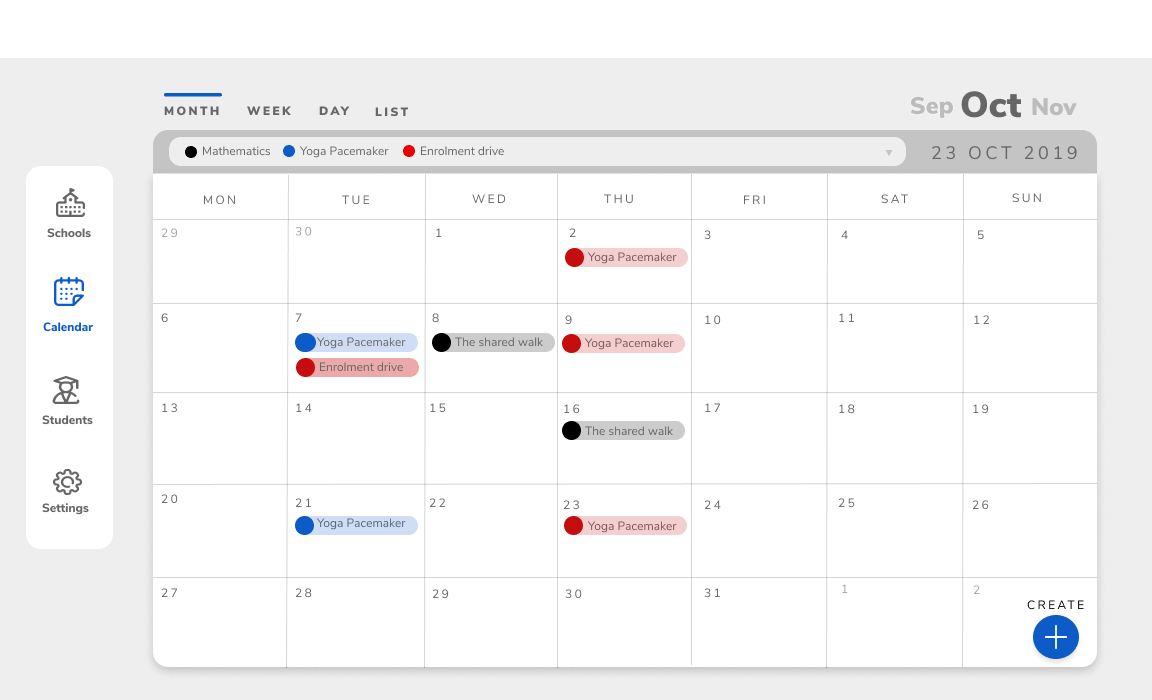 MONTH WEEK DAY LIST
Sep Oct Nov
Mathematics Yoga Pacemaker Enrolment drive
23 OCT 2019
Schools
Calendar
Students
Settings
MON TUE WED THU FRI SAT SUN
29 30 1 2 3 4 5
Yoga Pacemaker
6 7 8 9 10 11 12
Yoga Pacemaker The shared walk Yoga Pacemaker
Enrolment drive
13 14 15 16 17 18 19
The shared walk
20 21 22 23 24 25 26
Yoga Pacemaker Yoga Pacemaker
27 28 29 30 31 1 2
CREATE